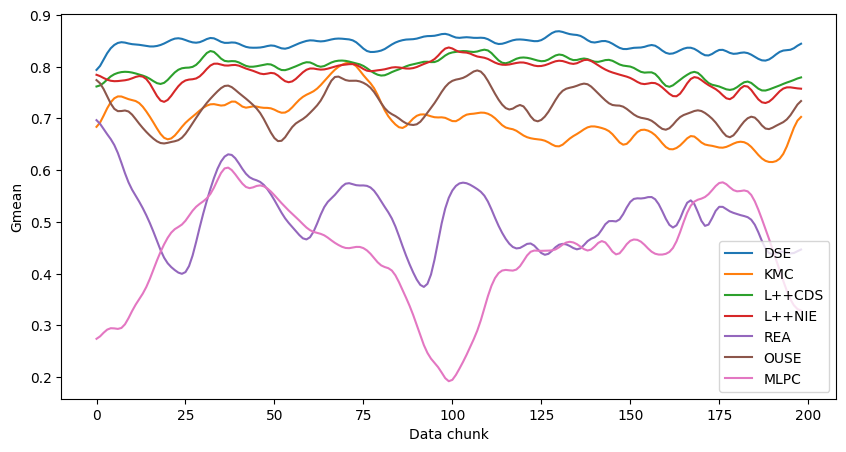 0.9
0.8
0.7
0.6
0.5
0.4
0.3
0.2
Gmean
0 25 50 75 100 125 150 175 200
Data chunk
DSE
KMC
L++CDS
L++NIE
REA
OUSE
MLPC